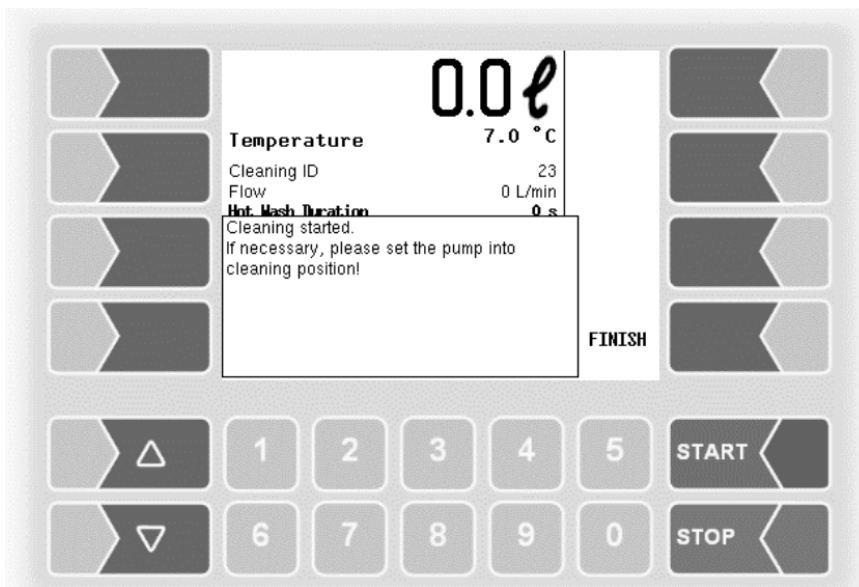 0.0 ℓ
Temperature 7.0 °C
Cleaning ID 23
Flow 0 L/min
Hot Wash Duration 0 s
Cleaning started.
If necessary, please set the pump into
cleaning position!
FINISH
1 2 3 4 5 START
6 7 8 9 0 STOP